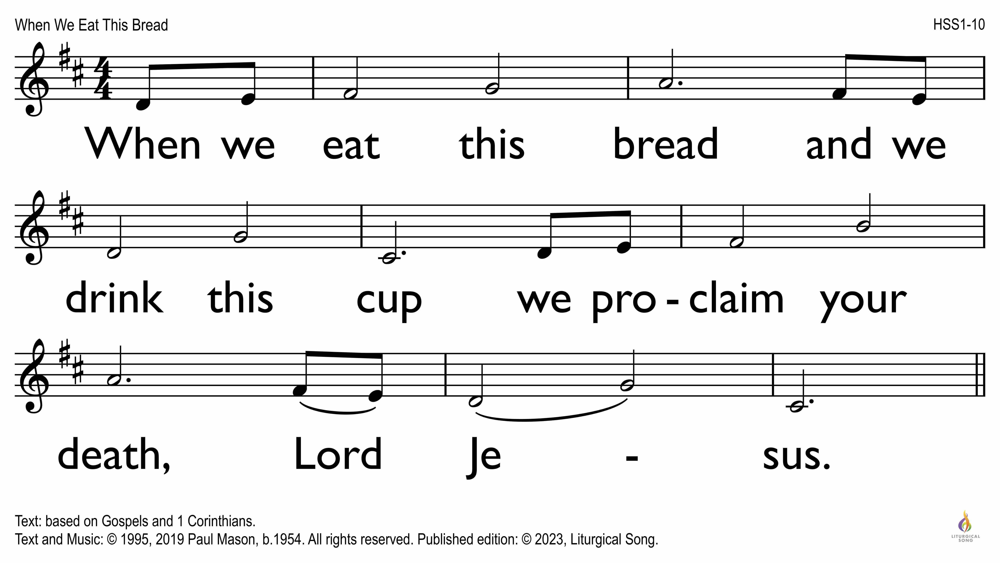 When We Eat This Bread
HSS1-10
When we eat this bread and we
drink this cup we pro - claim your
death, Lord Je - sus.
Text: based on Gospels and 1 Corinthians.
Text and Music: © 1995, 2019 Paul Mason, b.1954. All rights reserved. Published edition: © 2023, Liturgical Song.
LITURGICAL
SONG